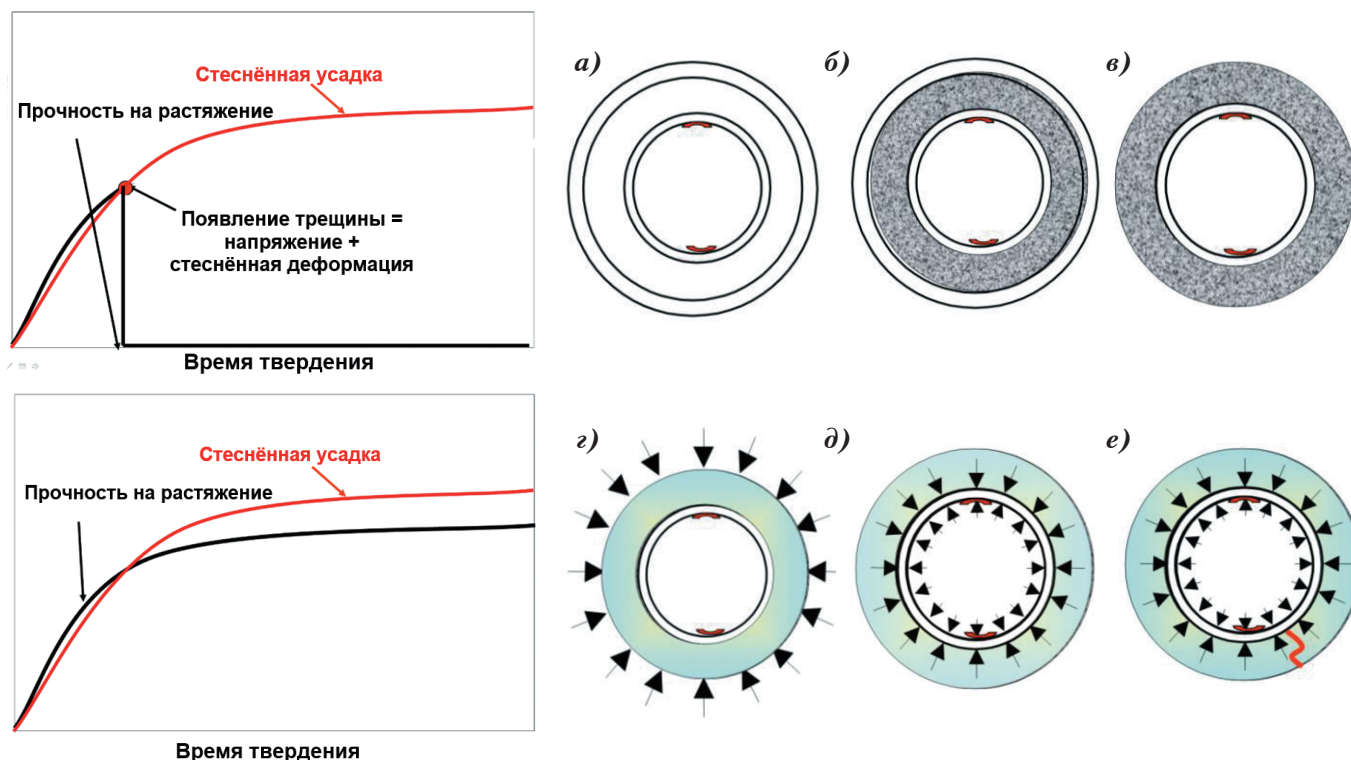 Стеснённая усадка
Прочность на растяжение
Появление трещины =
напряжение +
стеснённая деформация
Время твердения
а)
б)
в)
Стеснённая усадка
Прочность на растяжение
Время твердения
г)
д)
е)